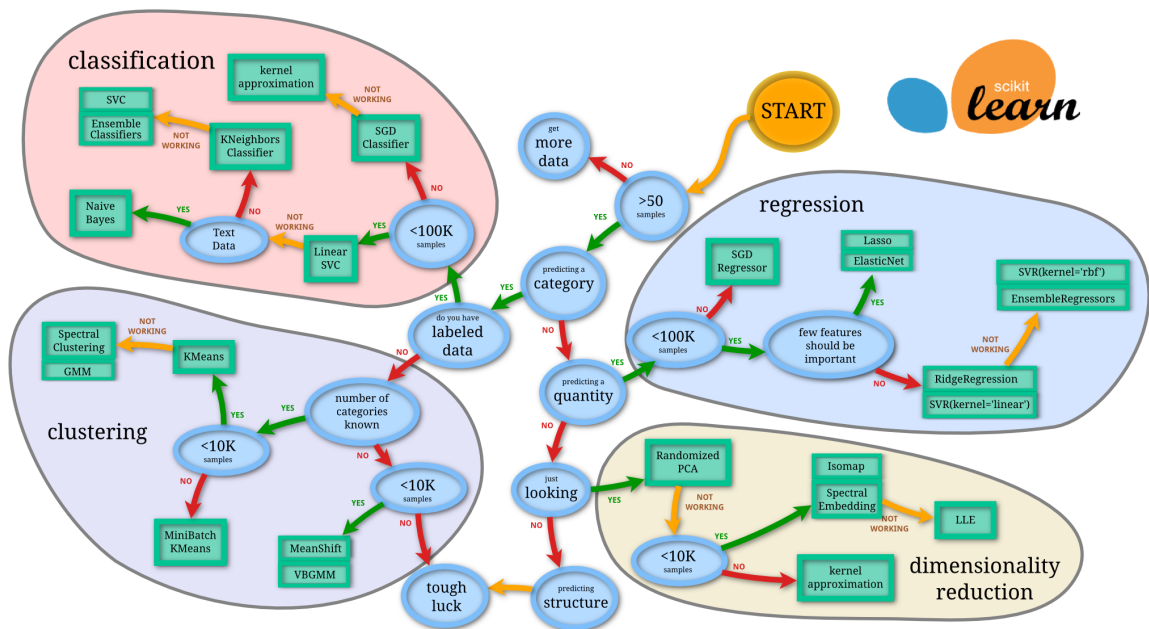 classification
kernel
approximation
NOT
WORKING
SVC
Ensemble
Classifiers
NOT
WORKING
KNeighbors
Classifier
SGD
Classifier
NO
Naive
Bayes
YES
Text
Data
NO
NOT
WORKING
Linear
SVC
YES
<100K
samples
START
scikit
learn
get
more
data
NO
>50
samples
YES
predicting a
category
YES
YES
do you have
labeled
data
NO
NO
predicting a
quantity
YES
NO
just
looking
YES
NO
predicting
structure
tough
luck
regression
SGD
Regressor
NO
<100K
samples
YES
Lasso
ElasticNet
YES
few features
should be
important
NO
SVR(kernel='rbf')
EnsembleRegressors
NOT
WORKING
RidgeRegression
SVR(kernel='linear')
clustering
Spectral
Clustering
GMM
NOT
WORKING
KMeans
YES
YES
number of
categories
known
NO
<10K
samples
NO
MiniBatch
KMeans
<10K
samples
YES
NO
MeanShift
VBGMM
Randomized
PCA
NOT
WORKING
<10K
samples
YES
NO
Isomap
Spectral
Embedding
NOT
WORKING
LLE
kernel
approximation
dimensionality
reduction